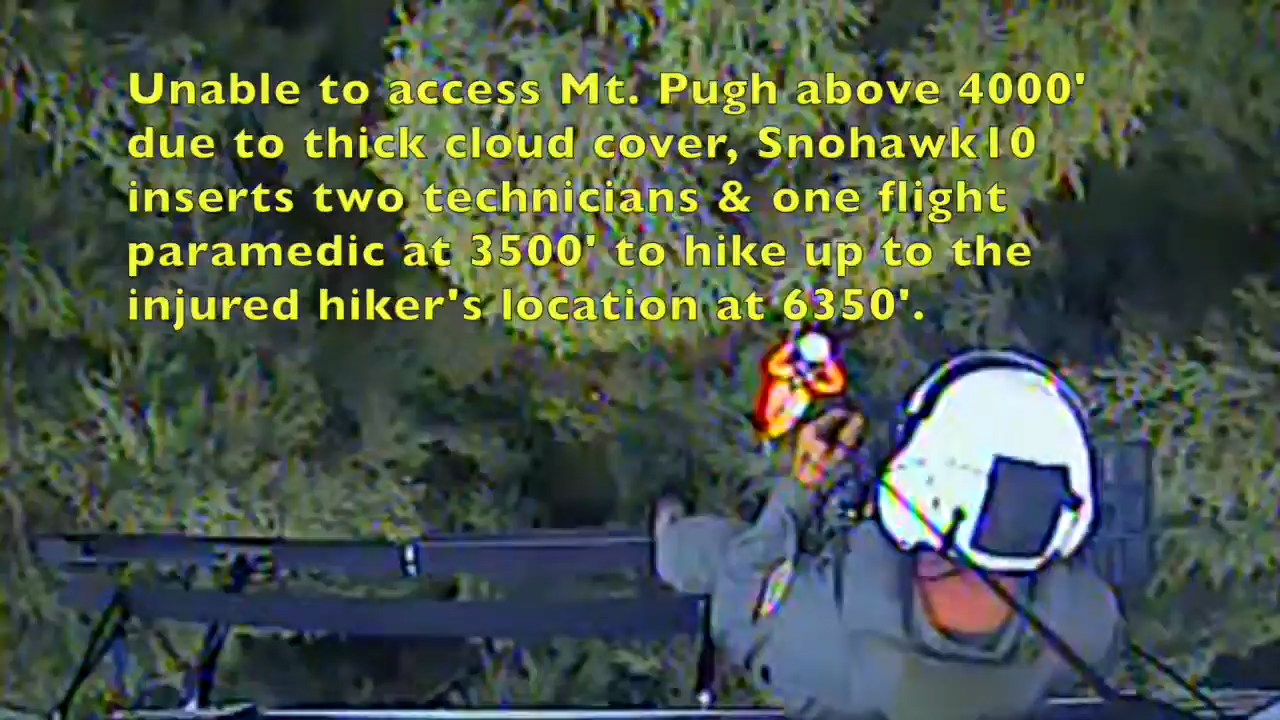 Unable to access Mt. Pugh above 4000'
due to thick cloud cover, Snohawk10
inserts two technicians & one flight
paramedic at 3500' to hike up to the
injured hiker's location at 6350'.